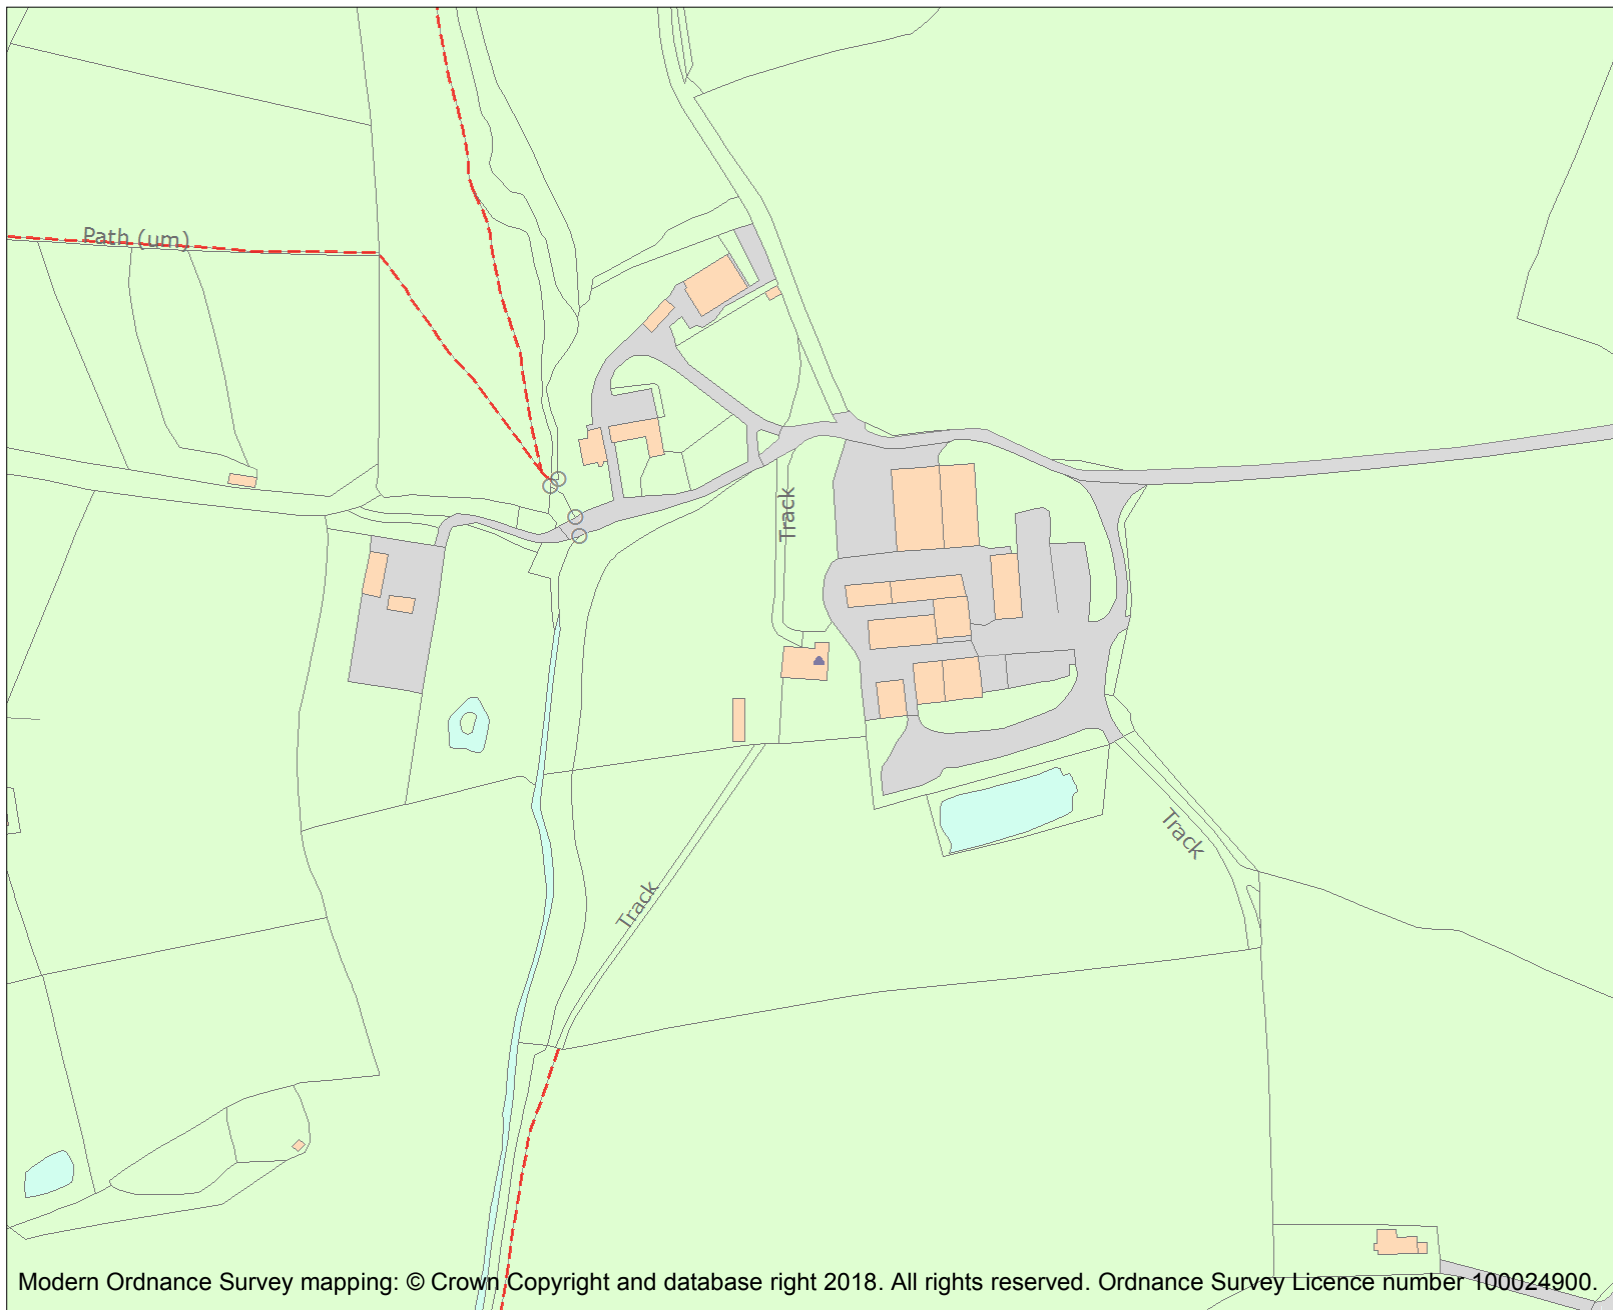 Path (um)
Track
Track
Track
Modern Ordnance Survey mapping: © Crown Copyright and database right 2018. All rights reserved. Ordnance Survey Licence number 100024900.